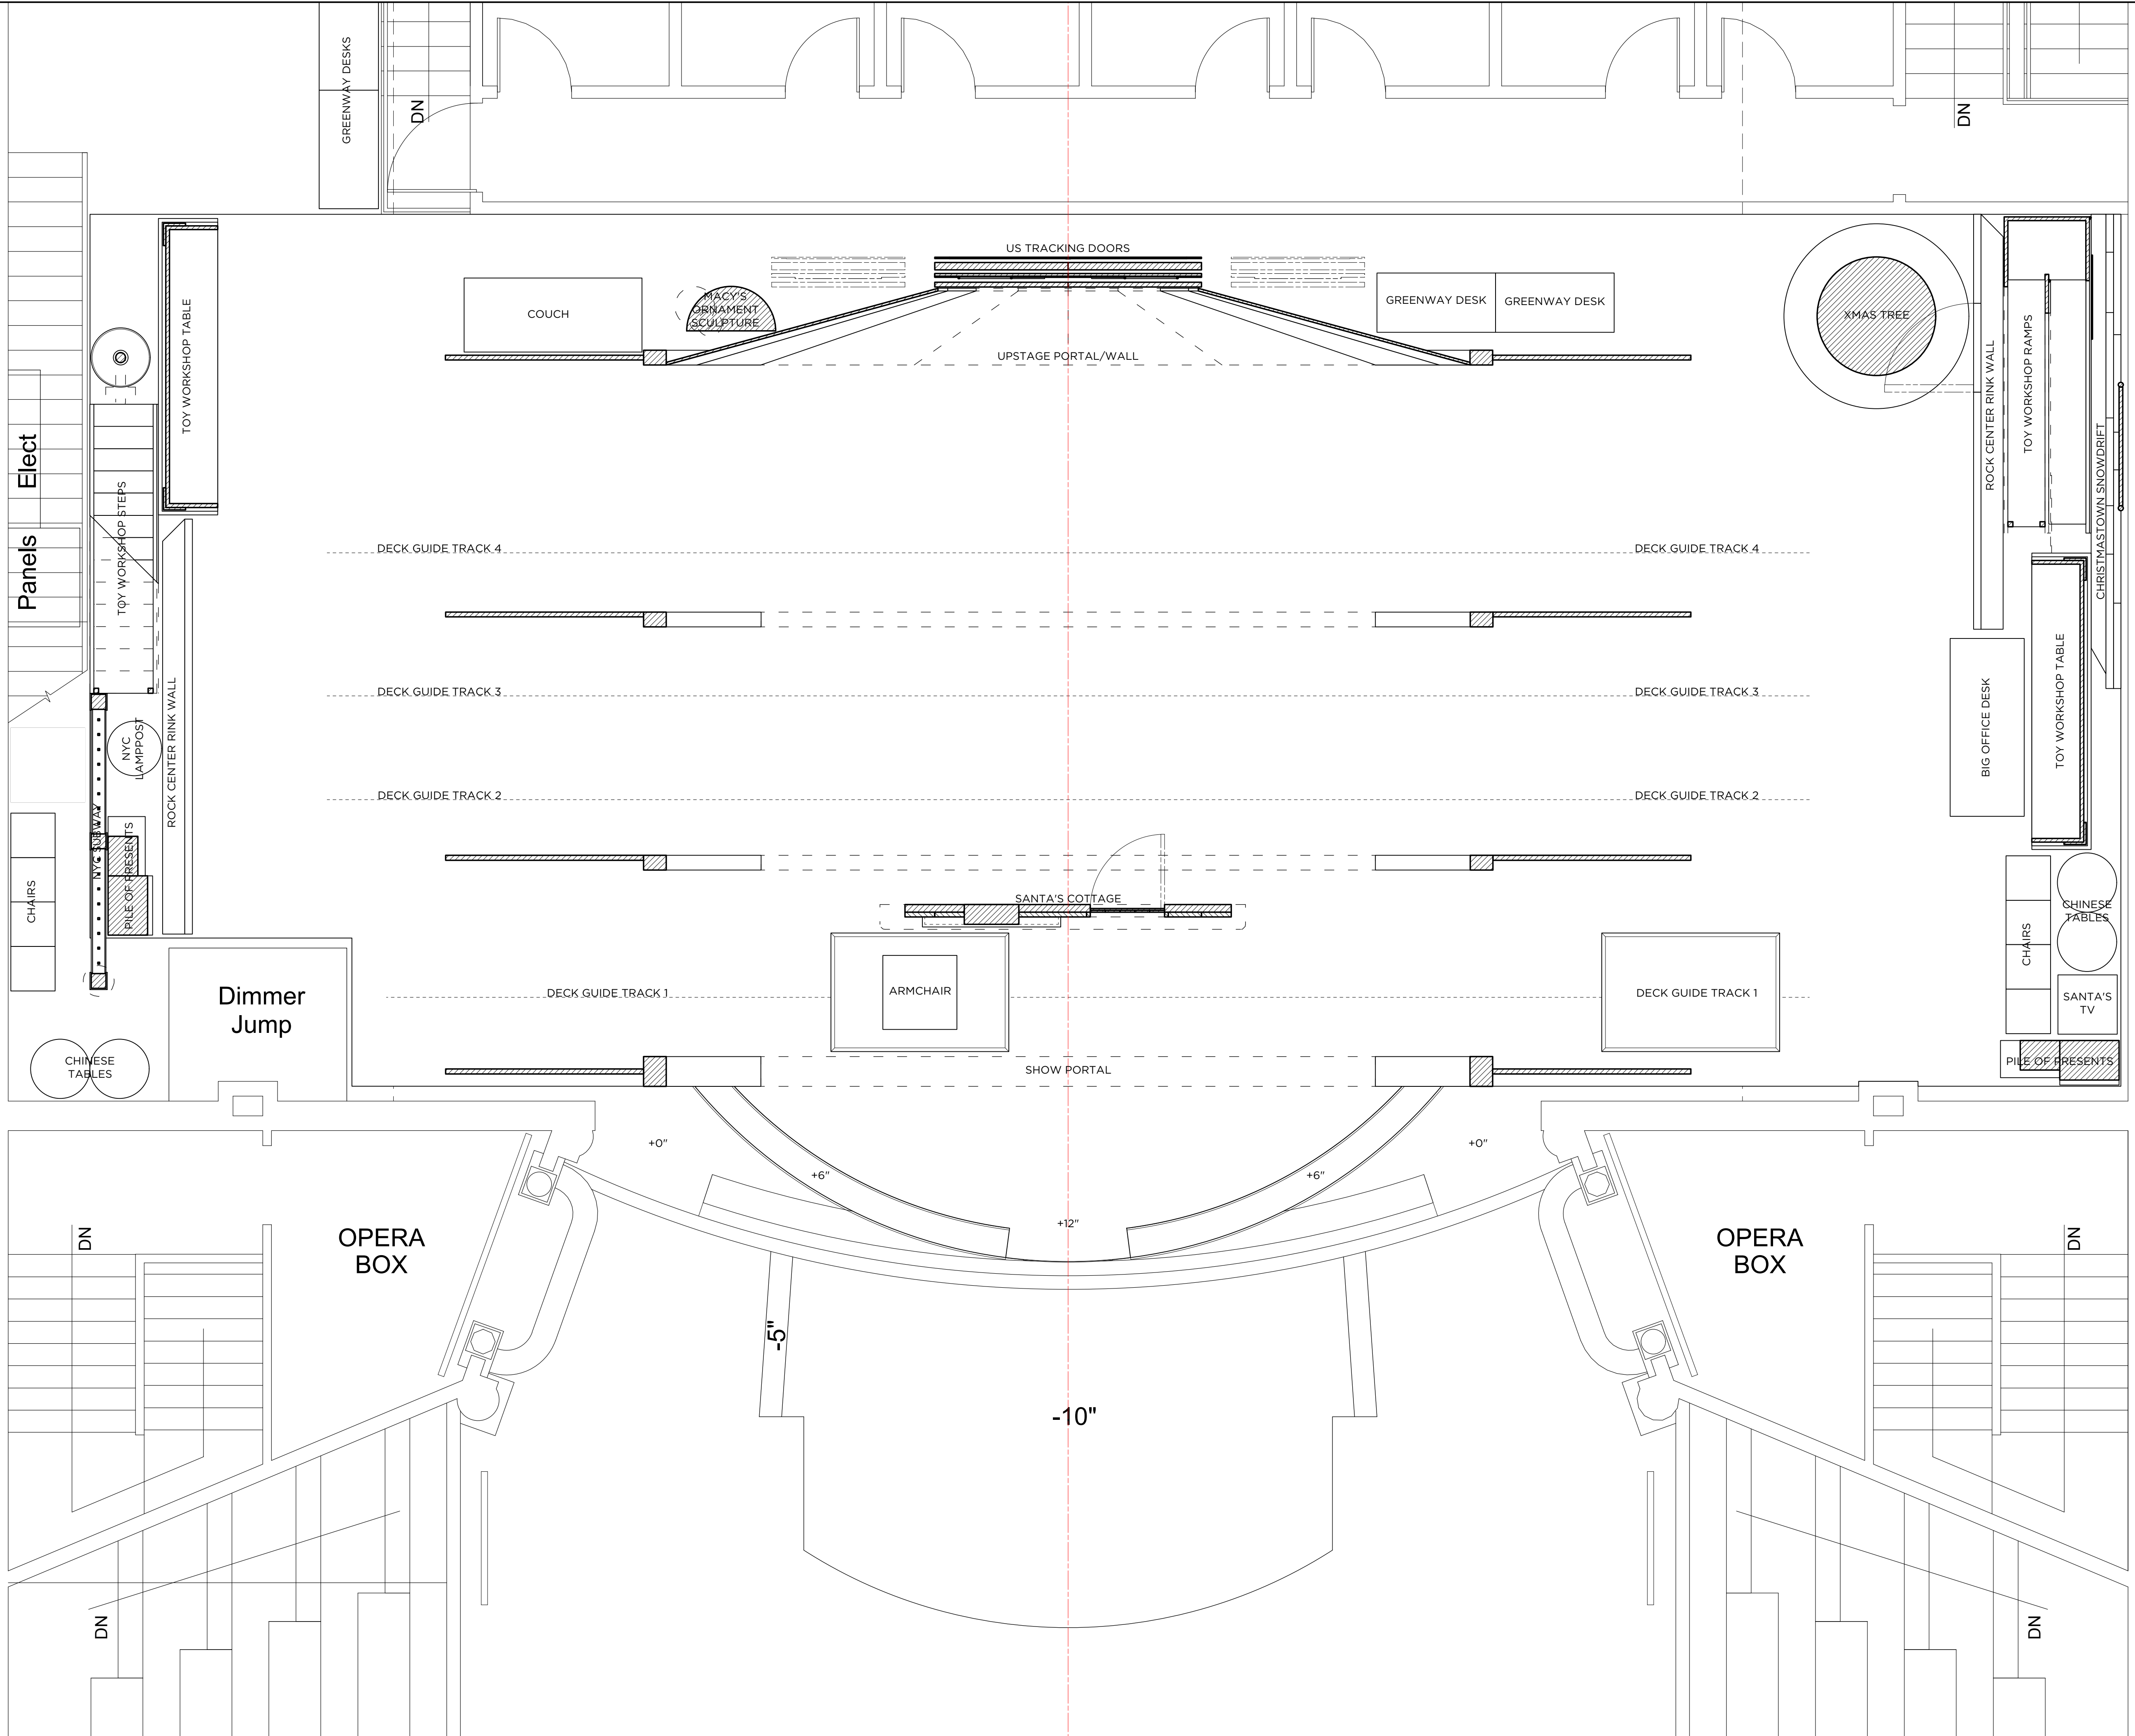 GREENWAY DESKS
DN
DN
US TRACKING DOORS
COUCH
MACY'S
ORNAMENT
SCULPTURE
GREENWAY DESK
GREENWAY DESK
XMAS TREE
UPSTAGE PORTAL/WALL
TOY WORKSHOP TABLE
TOY WORKSHOP STEPS
ROCK CENTER RINK WALL
TOY WORKSHOP RAMPS
CHRISTMASTOWN SNOWDRIFT
Panels Elect
DECK GUIDE TRACK 4
DECK GUIDE TRACK 4
DECK GUIDE TRACK 3
DECK GUIDE TRACK 3
NYC
LAMPPOST
ROCK CENTER RINK WALL
BIG OFFICE DESK
TOY WORKSHOP TABLE
DECK GUIDE TRACK 2
DECK GUIDE TRACK 2
NYC SUBWAY
PILE OF PRESENTS
CHAIRS
SANTA'S COTTAGE
CHINESE
TABLES
CHAIRS
Dimmer
Jump
DECK GUIDE TRACK 1
ARMCHAIR
DECK GUIDE TRACK 1
SANTA'S
TV
CHINESE
TABLES
SHOW PORTAL
PILE OF PRESENTS
+0"
+0"
+6"
+6"
+12"
DN
OPERA
BOX
OPERA
BOX
DN
-5"
-10"
DN
DN